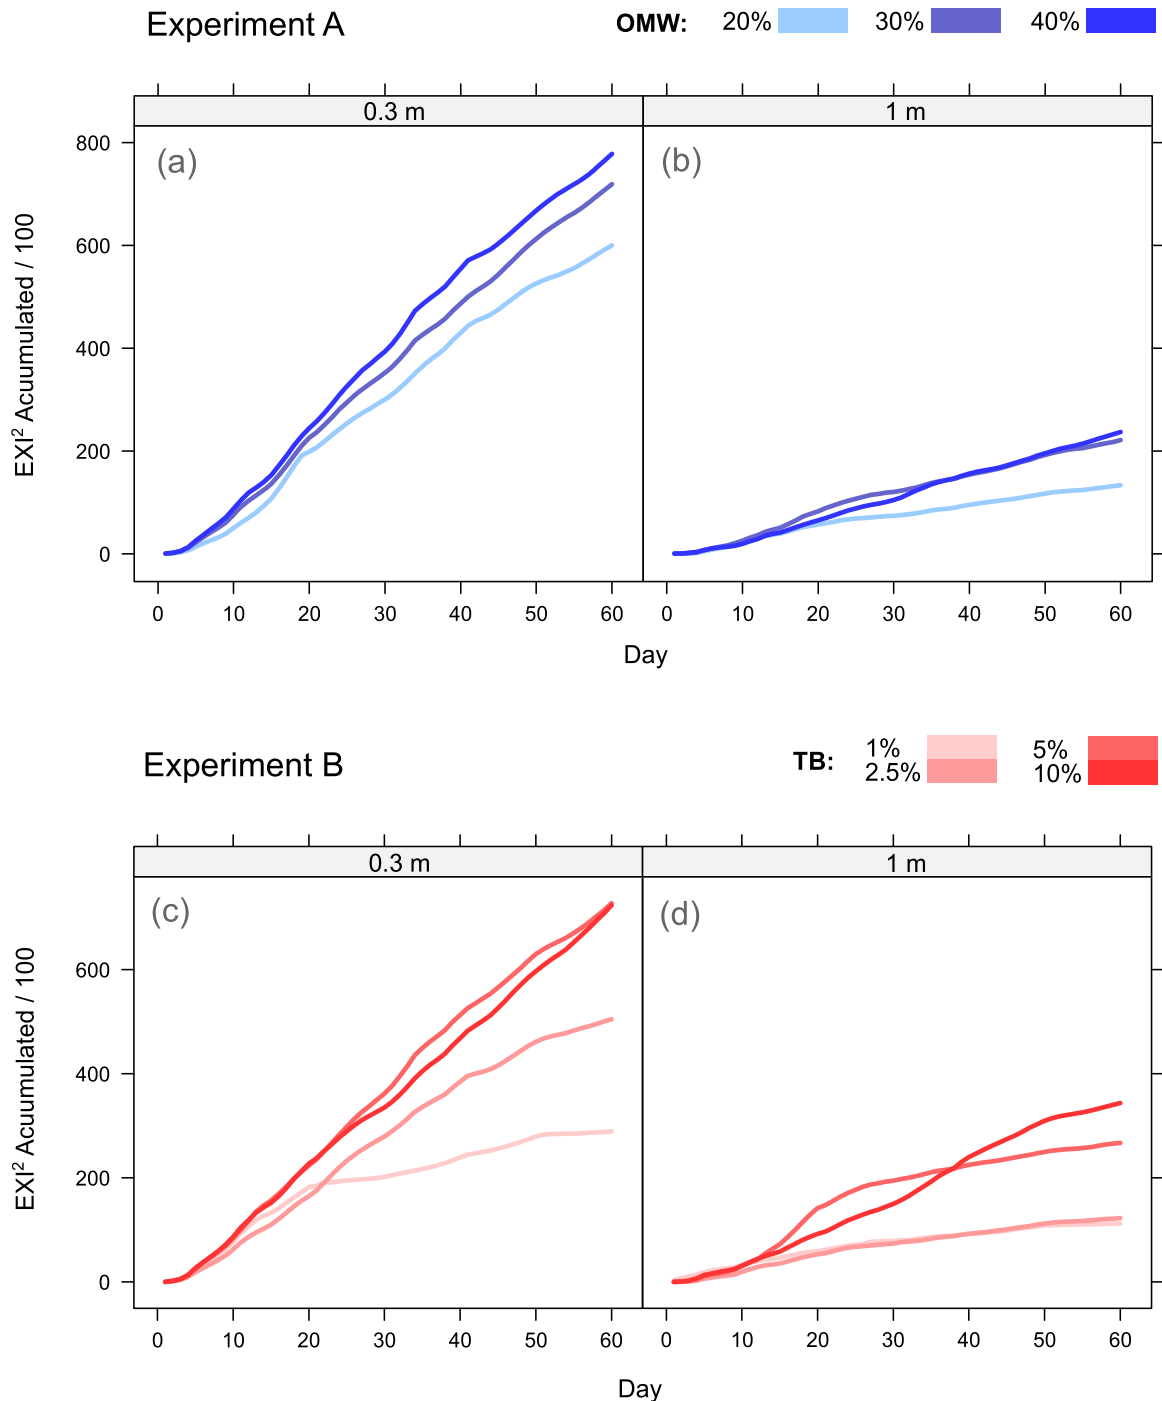 Experiment A
OMW: 20% 30% 40%
0.3 m 1 m
(a) (b)
800
600
400
200
0
EXI² Acuumulated / 100
0 10 20 30 40 50 60 0 10 20 30 40 50 60
Day
Experiment B
TB: 1% 5%
2.5% 10%
0.3 m 1 m
(c) (d)
600
400
200
0
EXI² Acuumulated / 100
0 10 20 30 40 50 60 0 10 20 30 40 50 60
Day